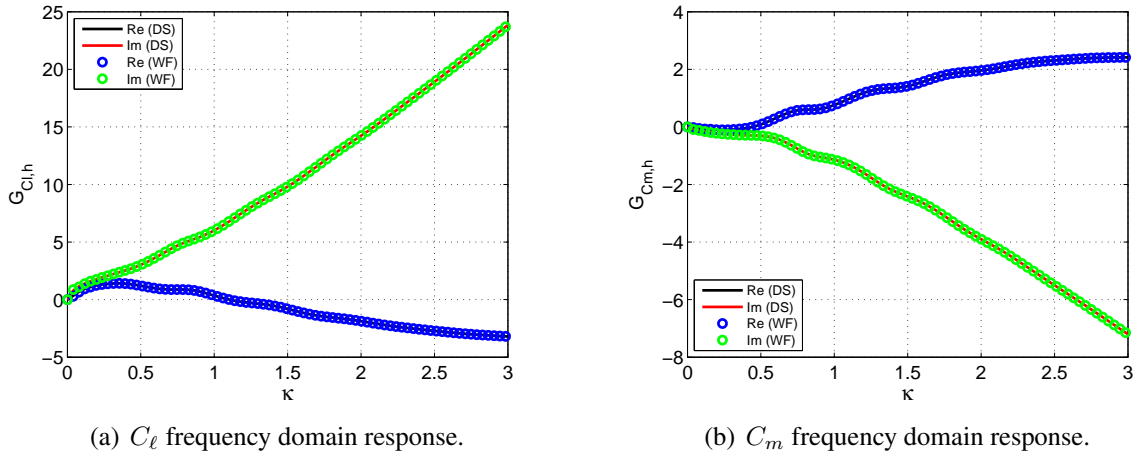 25
20
15
10
5
0
−5
G_{Cl,h}
Re (DS)
Im (DS)
Re (WF)
Im (WF)
0 0.5 1 1.5 2 2.5 3
κ
(a) C_ℓ frequency domain response.
4
2
0
−2
−4
−6
−8
G_{Cm,h}
Re (DS)
Im (DS)
Re (WF)
Im (WF)
0 0.5 1 1.5 2 2.5 3
κ
(b) C_m frequency domain response.